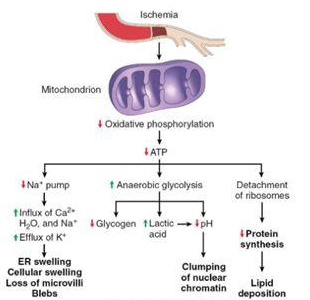 Ischemia
Mitochondrion
↓ Oxidative phosphorylation
↓ ATP
↓ Na⁺ pump
↑ Anaerobic glycolysis
Detachment
of ribosomes
↑ Influx of Ca²⁺
H₂O, and Na⁺
↑ Efflux of K⁺
↓ Glycogen
↑ Lactic
acid
↓ pH
↓ Protein
synthesis
ER swelling
Cellular swelling
Loss of microvilli
Blebs
Clumping
of nuclear
chromatin
Lipid
deposition